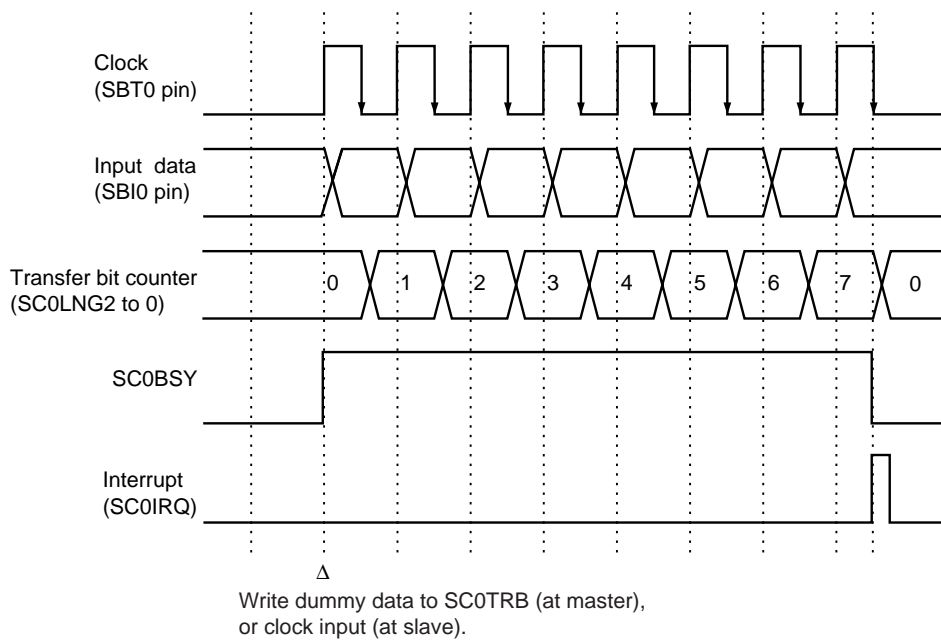 Clock
(SBT0 pin)
Input data
(SBI0 pin)
Transfer bit counter
(SC0LNG2 to 0)
0 1 2 3 4 5 6 7 0
SC0BSY
Interrupt
(SC0IRQ)
Δ
Write dummy data to SC0TRB (at master),
or clock input (at slave).